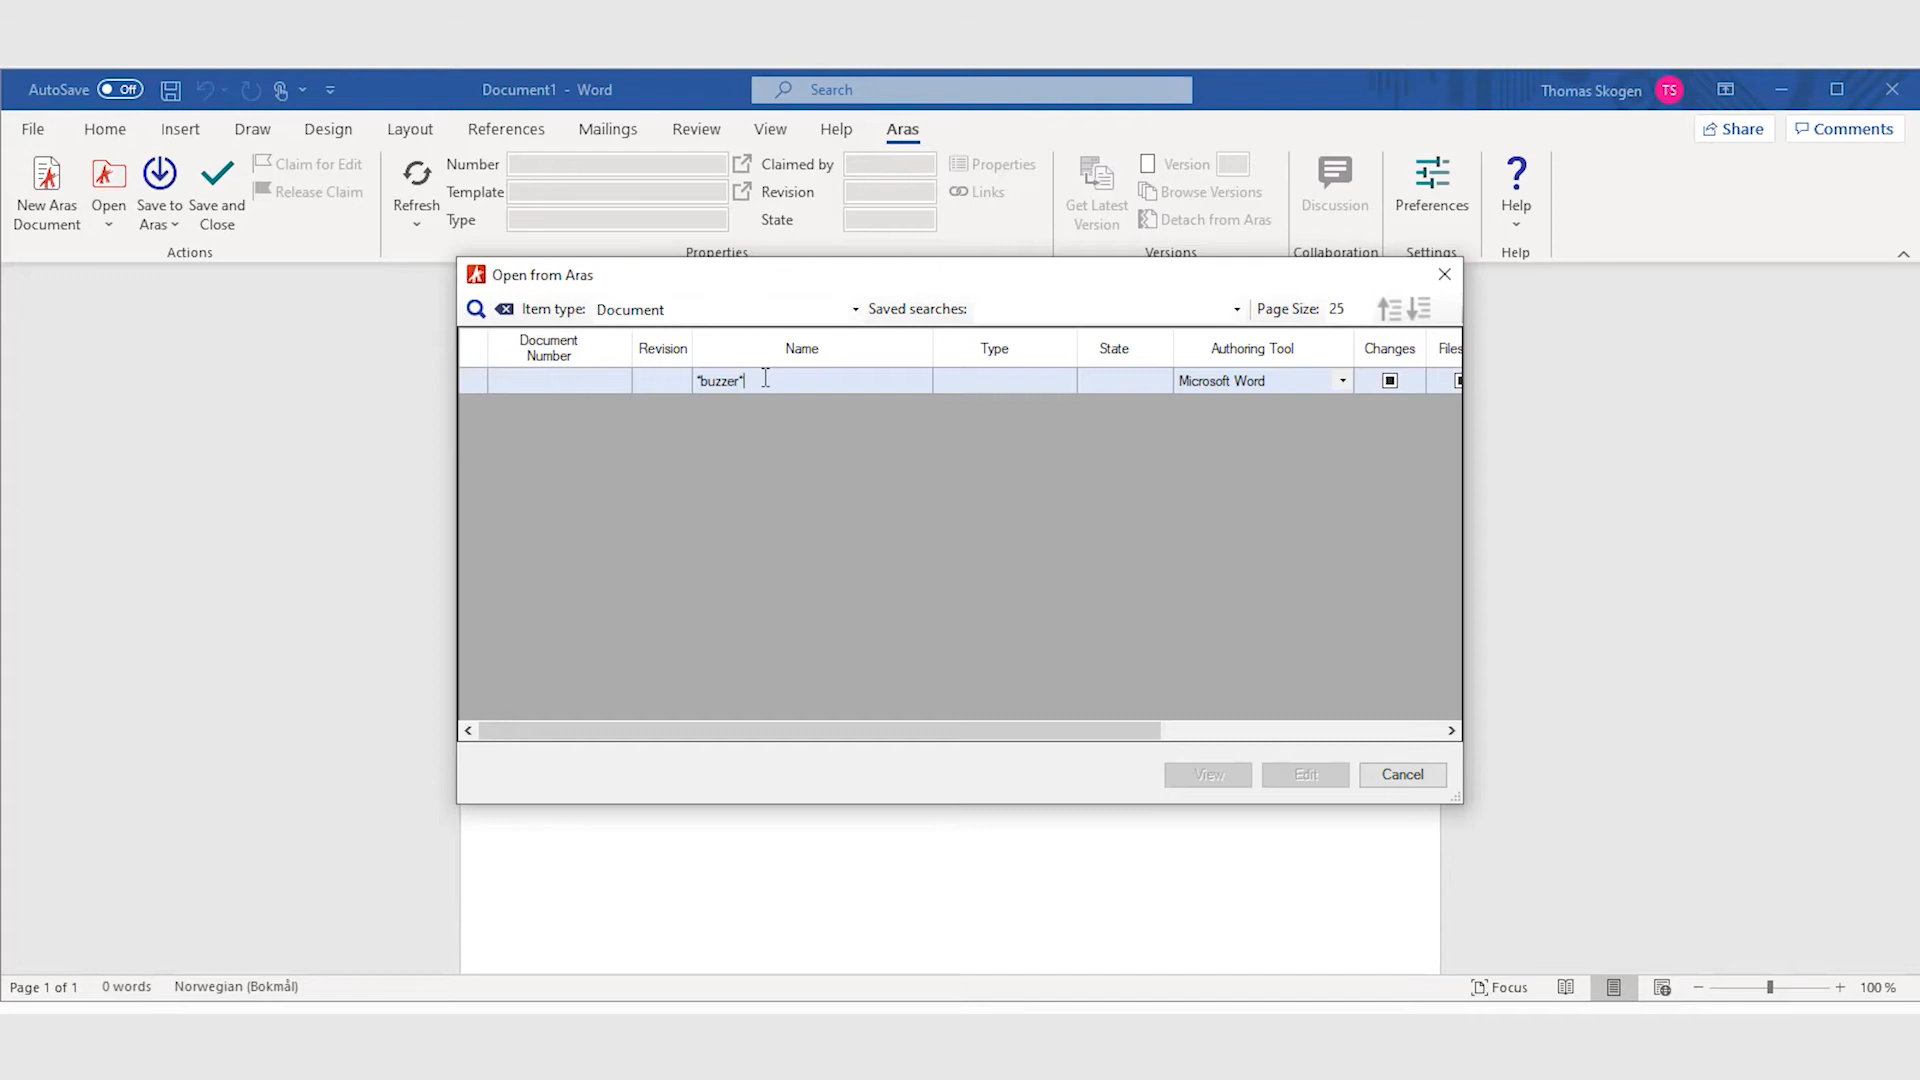 AutoSave Off Document1 - Word Search Thomas Skogen TS
File Home Insert Draw Design Layout References Mailings Review View Help Aras Share Comments
New Aras Document
Open
Save to Aras
Save and Close
Claim for Edit
Release Claim
Actions
Refresh
Number
Template
Type
Claimed by
Revision
State
Properties
Links
Properties
Get Latest Version
Version
Browse Versions
Detach from Aras
Versions
Discussion
Collaboration
Preferences
Settings
? Help
Help
Open from Aras
Item type: Document Saved searches: Page Size: 25
Document Number Revision Name Type State Authoring Tool Changes Files
*buzzer* Microsoft Word
View Edit Cancel
Page 1 of 1 0 words Norwegian (Bokmål) Focus 100 %